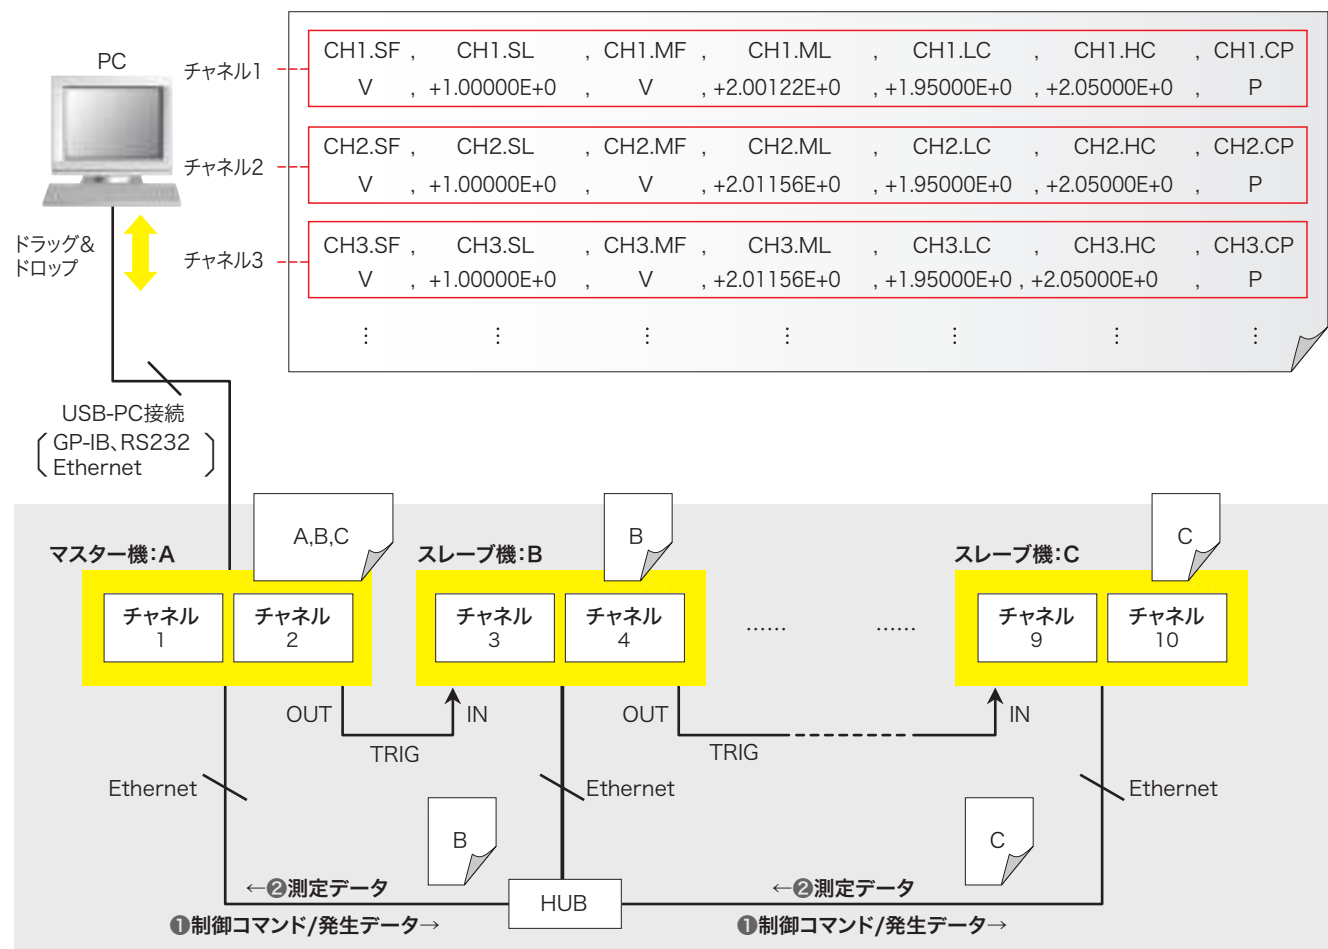 PC
チャネル1
CH1.SF , CH1.SL , CH1.MF , CH1.ML , CH1.LC , CH1.HC , CH1.CP
V , +1.00000E+0 , V , +2.00122E+0 , +1.95000E+0 , +2.05000E+0 , P
チャネル2
CH2.SF , CH2.SL , CH2.MF , CH2.ML , CH2.LC , CH2.HC , CH2.CP
V , +1.00000E+0 , V , +2.01156E+0 , +1.95000E+0 , +2.05000E+0 , P
ドラッグ&
ドロップ
チャネル3
CH3.SF , CH3.SL , CH3.MF , CH3.ML , CH3.LC , CH3.HC , CH3.CP
V , +1.00000E+0 , V , +2.01156E+0 , +1.95000E+0 , +2.05000E+0 , P
⋮ ⋮ ⋮ ⋮ ⋮ ⋮ ⋮
USB-PC接続
GP-IB、RS232
Ethernet
マスター機:A
A,B,C
スレーブ機:B
B
スレーブ機:C
C
チャネル
1
チャネル
2
チャネル
3
チャネル
4
…… ……
チャネル
9
チャネル
10
OUT
IN
OUT
IN
TRIG
TRIG
Ethernet
Ethernet
Ethernet
B
C
←❷測定データ
←❷測定データ
HUB
❶制御コマンド/発生データ→
❶制御コマンド/発生データ→